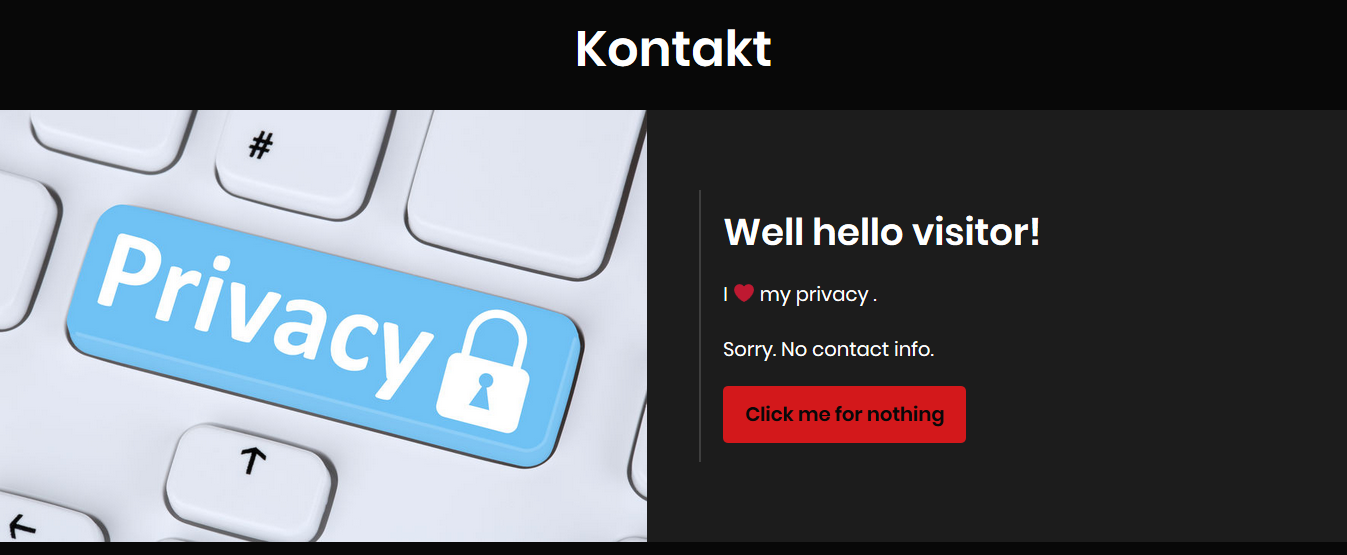 Kontakt
#
Privacy
↑
←
Well hello visitor!
I ❤ my privacy .
Sorry. No contact info.
Click me for nothing